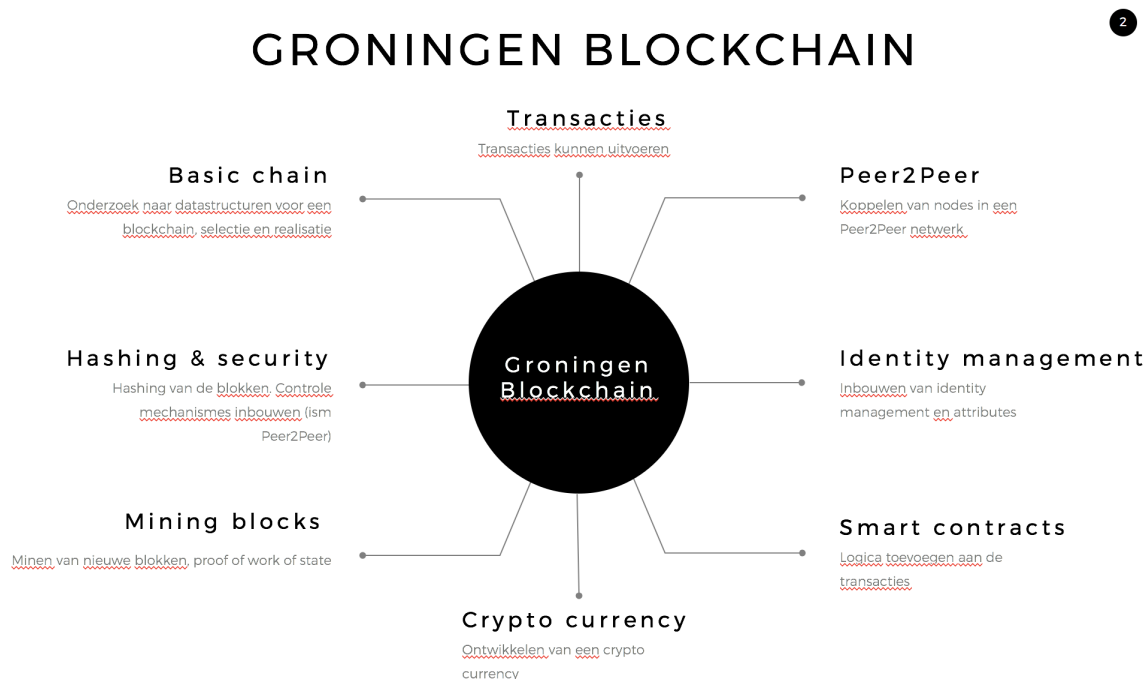 2
GRONINGEN BLOCKCHAIN
Transacties
Transacties kunnen uitvoeren
Basic chain
Onderzoek naar datastructuren voor een
blockchain, selectie en realisatie
Peer2Peer
Koppelen van nodes in een
Peer2Peer netwerk
Hashing & security
Hashing van de blokken. Controle
mechanismes inbouwen (ism
Peer2Peer)
Groningen
Blockchain
Identity management
Inbouwen van identity
management en attributes
Mining blocks
Minen van nieuwe blokken, proof of work of state
Smart contracts
Logica toevoegen aan de
transacties
Crypto currency
Ontwikkelen van een crypto
currency